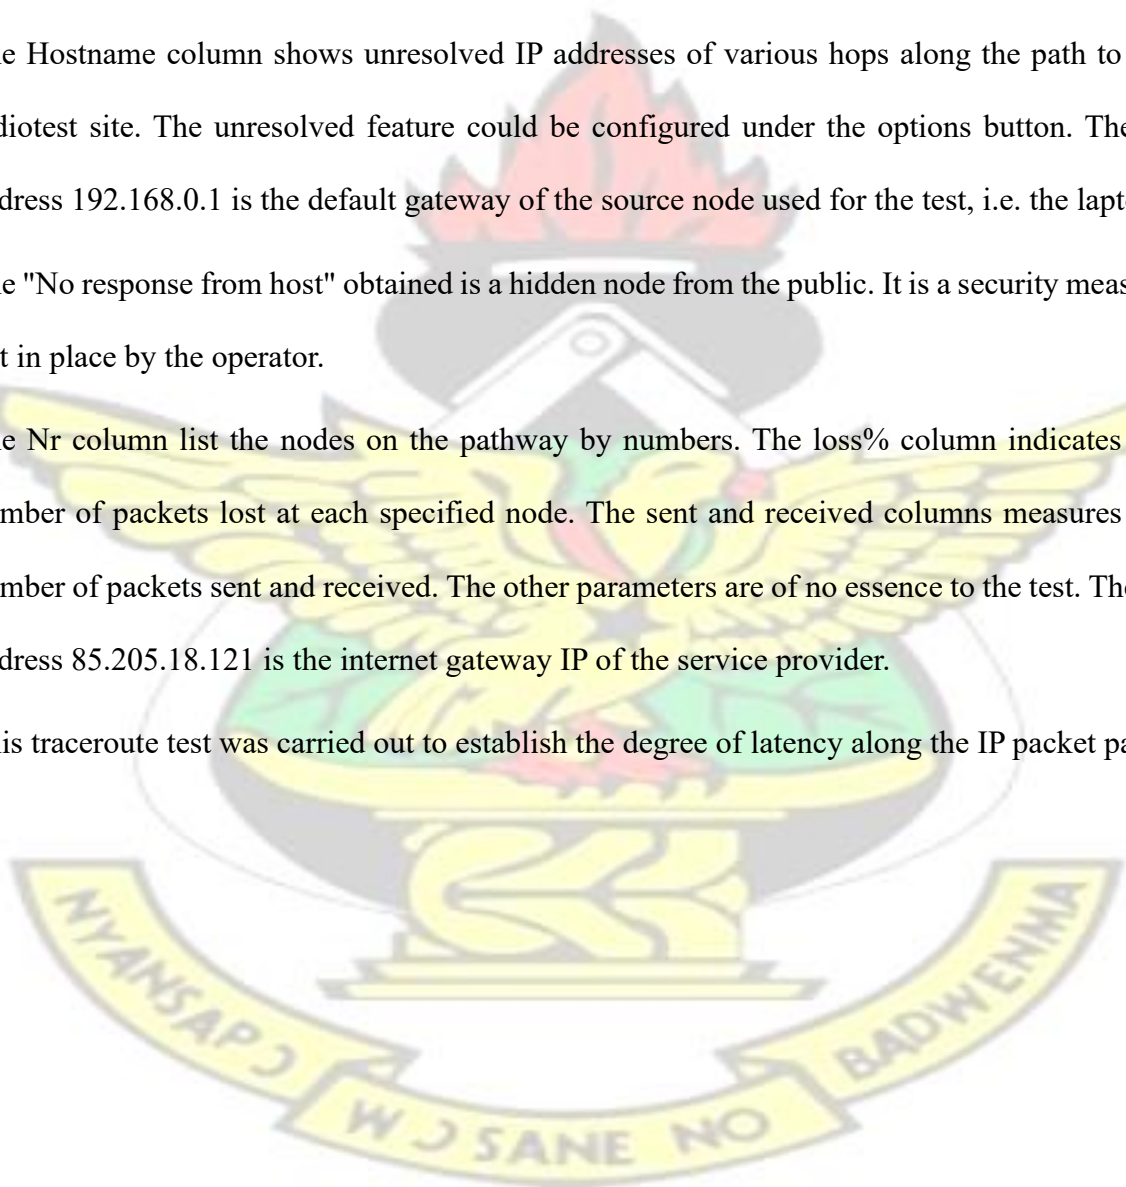 e Hostname column shows unresolved IP addresses of various hops along the path to
diotest site. The unresolved feature could be configured under the options button. The
dress 192.168.0.1 is the default gateway of the source node used for the test, i.e. the lapt
e "No response from host" obtained is a hidden node from the public. It is a security meas
t in place by the operator.
e Nr column list the nodes on the pathway by numbers. The loss% column indicates
mber of packets lost at each specified node. The sent and received columns measures
mber of packets sent and received. The other parameters are of no essence to the test. The
dress 85.205.18.121 is the internet gateway IP of the service provider.
is traceroute test was carried out to establish the degree of latency along the IP packet pa
NYANSAPƆ
WƆ SANE NO
BADWENMA